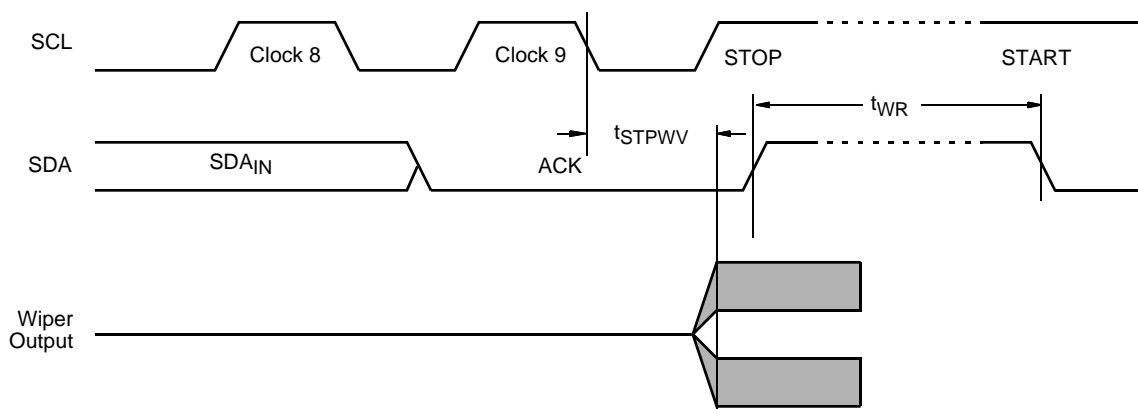 SCL
Clock 8
Clock 9
STOP
START
tWR
tSTPWV
SDA
SDAIN
ACK
Wiper
Output